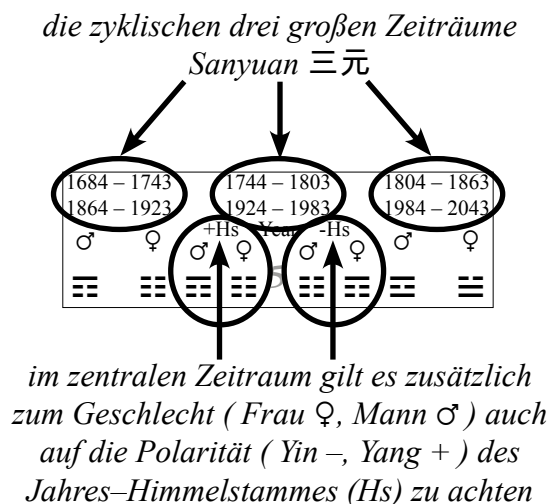 die zyklischen drei großen Zeiträume
Sanyuan 三元
1684 – 1743 1744 – 1803 1804 – 1863
1864 – 1923 1924 – 1983 1984 – 2043
+Hs Year -Hs
♂ ♀ ♂ ♀ ♂ ♀ ♂ ♀
☶ ☷ ☶ ☷ ☷ ☶ ☲ ☱
im zentralen Zeitraum gilt es zusätzlich
zum Geschlecht ( Frau ♀, Mann ♂ ) auch
auf die Polarität ( Yin –, Yang + ) des
Jahres–Himmelstammes (Hs) zu achten